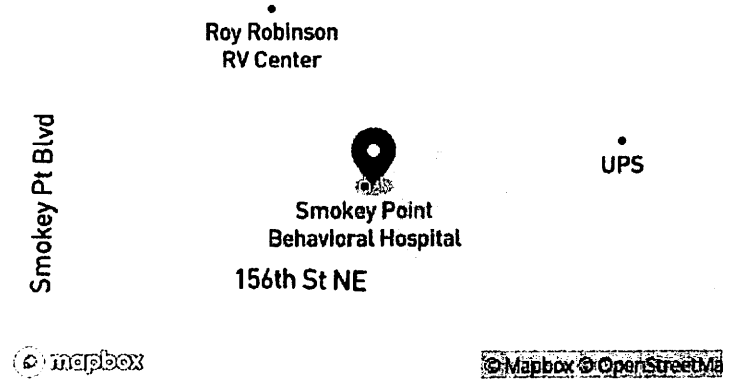 Roy Robinson
RV Center
Smokey Pt Blvd
UPS
Smokey Point
Behavioral Hospital
156th St NE
mapbox
© Mapbox © OpenStreetMa